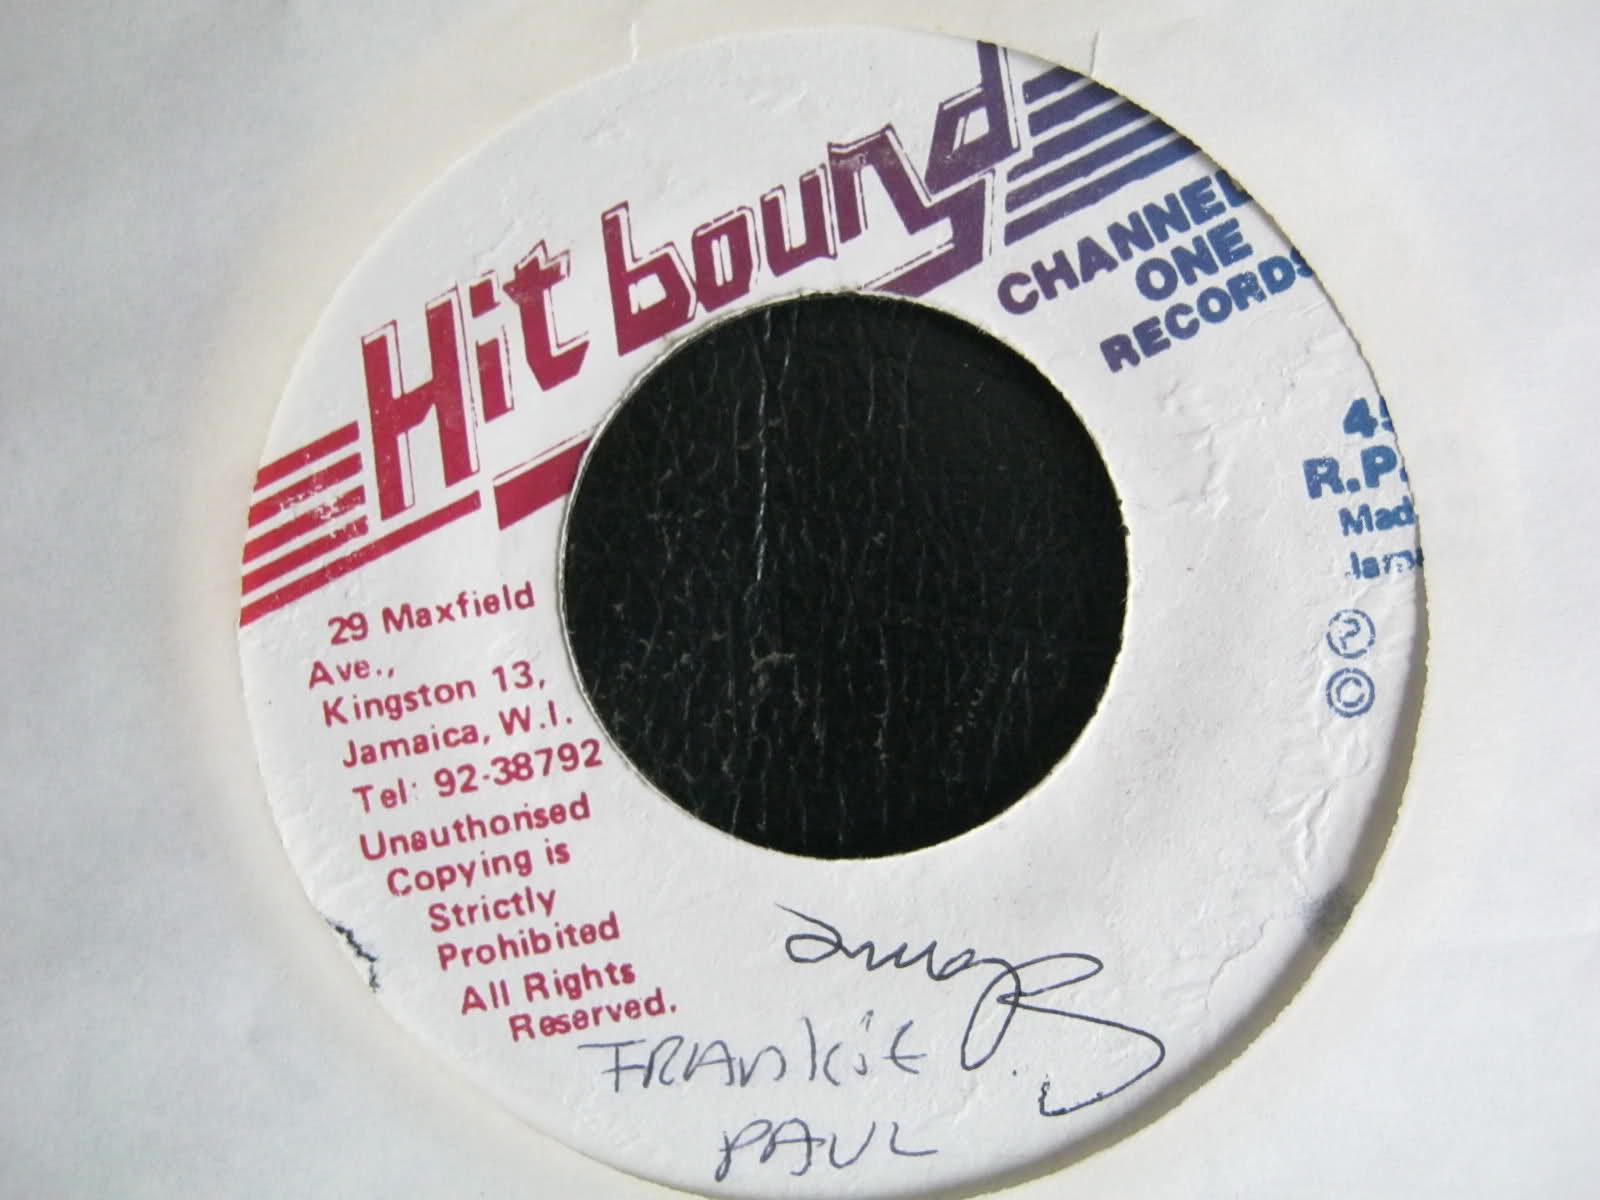 Hit bound
CHANNEL
ONE
RECORDS
R.P.
29 Maxfield
Ave.,
Kingston 13,
Jamaica, W.I.
Tel: 92-38792
Unauthorised
Copying is
Strictly
Prohibited
All Rights
Reserved.
℗
©
FRANKIE
PAUL